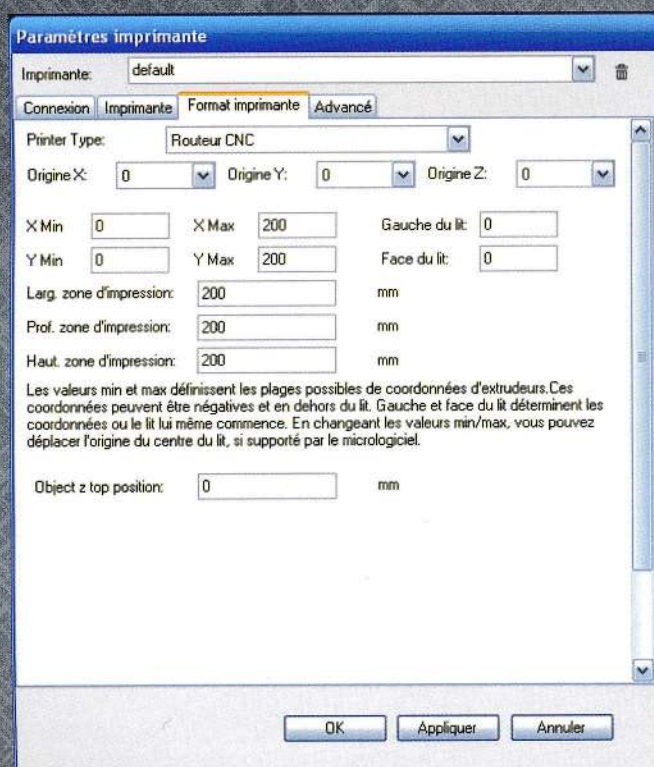 Paramètres imprimante
Imprimante: default
Connexion Imprimante Format imprimante Advancé
Printer Type: Routeur CNC
Origine X: 0 Origine Y: 0 Origine Z: 0
X Min 0 X Max 200 Gauche du lit: 0
Y Min 0 Y Max 200 Face du lit: 0
Larg. zone d'impression: 200 mm
Prof. zone d'impression: 200 mm
Haut. zone d'impression: 200 mm
Les valeurs min et max définissent les plages possibles de coordonnées d'extrudeurs.Ces
coordonnées peuvent être négatives et en dehors du lit. Gauche et face du lit déterminent les
coordonnées ou le lit lui même commence. En changeant les valeurs min/max, vous pouvez
déplacer l'origine du centre du lit, si supporté par le micrologiciel.
Object z top position: 0 mm
OK Appliquer Annuler